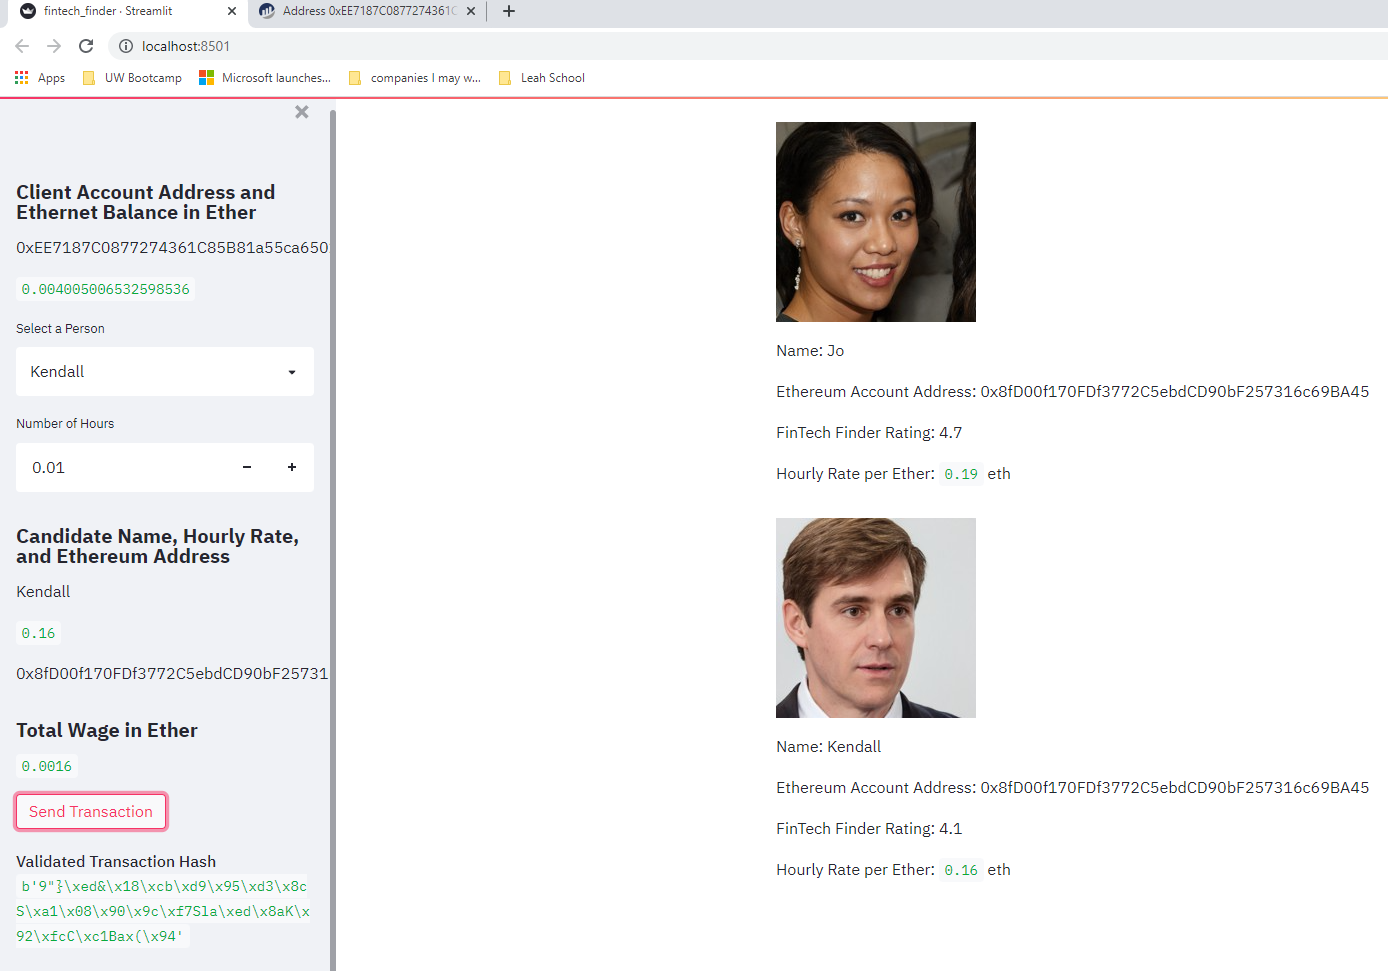 fintech_finder · Streamlit
Address 0xEE7187C0877274361C
localhost:8501
Apps
UW Bootcamp
Microsoft launches...
companies I may w...
Leah School
Client Account Address and
Ethernet Balance in Ether
0xEE7187C0877274361C85B81a55ca650
0.004005006532598536
Select a Person
Kendall
Number of Hours
0.01
Candidate Name, Hourly Rate,
and Ethereum Address
Kendall
0.16
0x8fD00f170FDf3772C5ebdCD90bF25731
Total Wage in Ether
0.0016
Send Transaction
Validated Transaction Hash
b'9"}\xed&\x18\xcb\xd9\x95\xd3\x8c
S\xa1\x08\x90\x9c\xf7Sla\xed\x8aK\x
92\xfcC\xc1Bax(\x94'
Name: Jo
Ethereum Account Address: 0x8fD00f170FDf3772C5ebdCD90bF257316c69BA45
FinTech Finder Rating: 4.7
Hourly Rate per Ether: 0.19 eth
Name: Kendall
Ethereum Account Address: 0x8fD00f170FDf3772C5ebdCD90bF257316c69BA45
FinTech Finder Rating: 4.1
Hourly Rate per Ether: 0.16 eth